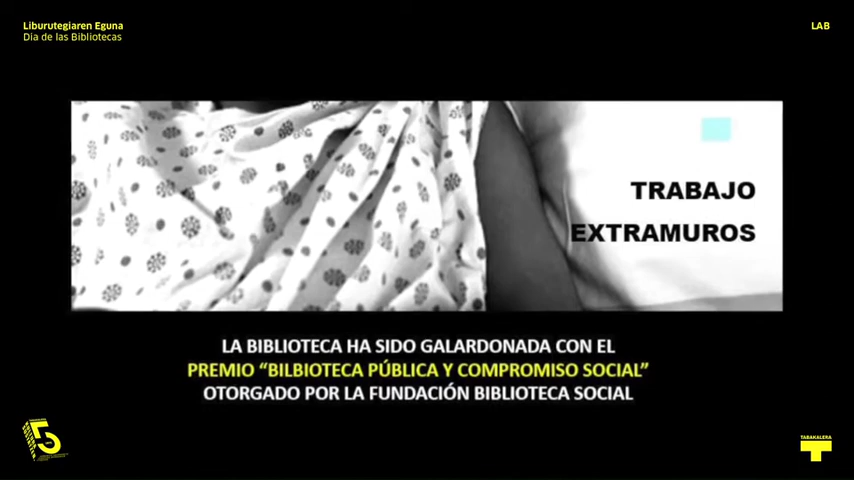 Liburutegiaren Eguna
Dia de las Bibliotecas
LAB
TRABAJO
EXTRAMUROS
LA BIBLIOTECA HA SIDO GALARDONADA CON EL
PREMIO “BILBIOTECA PÚBLICA Y COMPROMISO SOCIAL”
OTORGADO POR LA FUNDACIÓN BIBLIOTECA SOCIAL
5
TABAKALERA